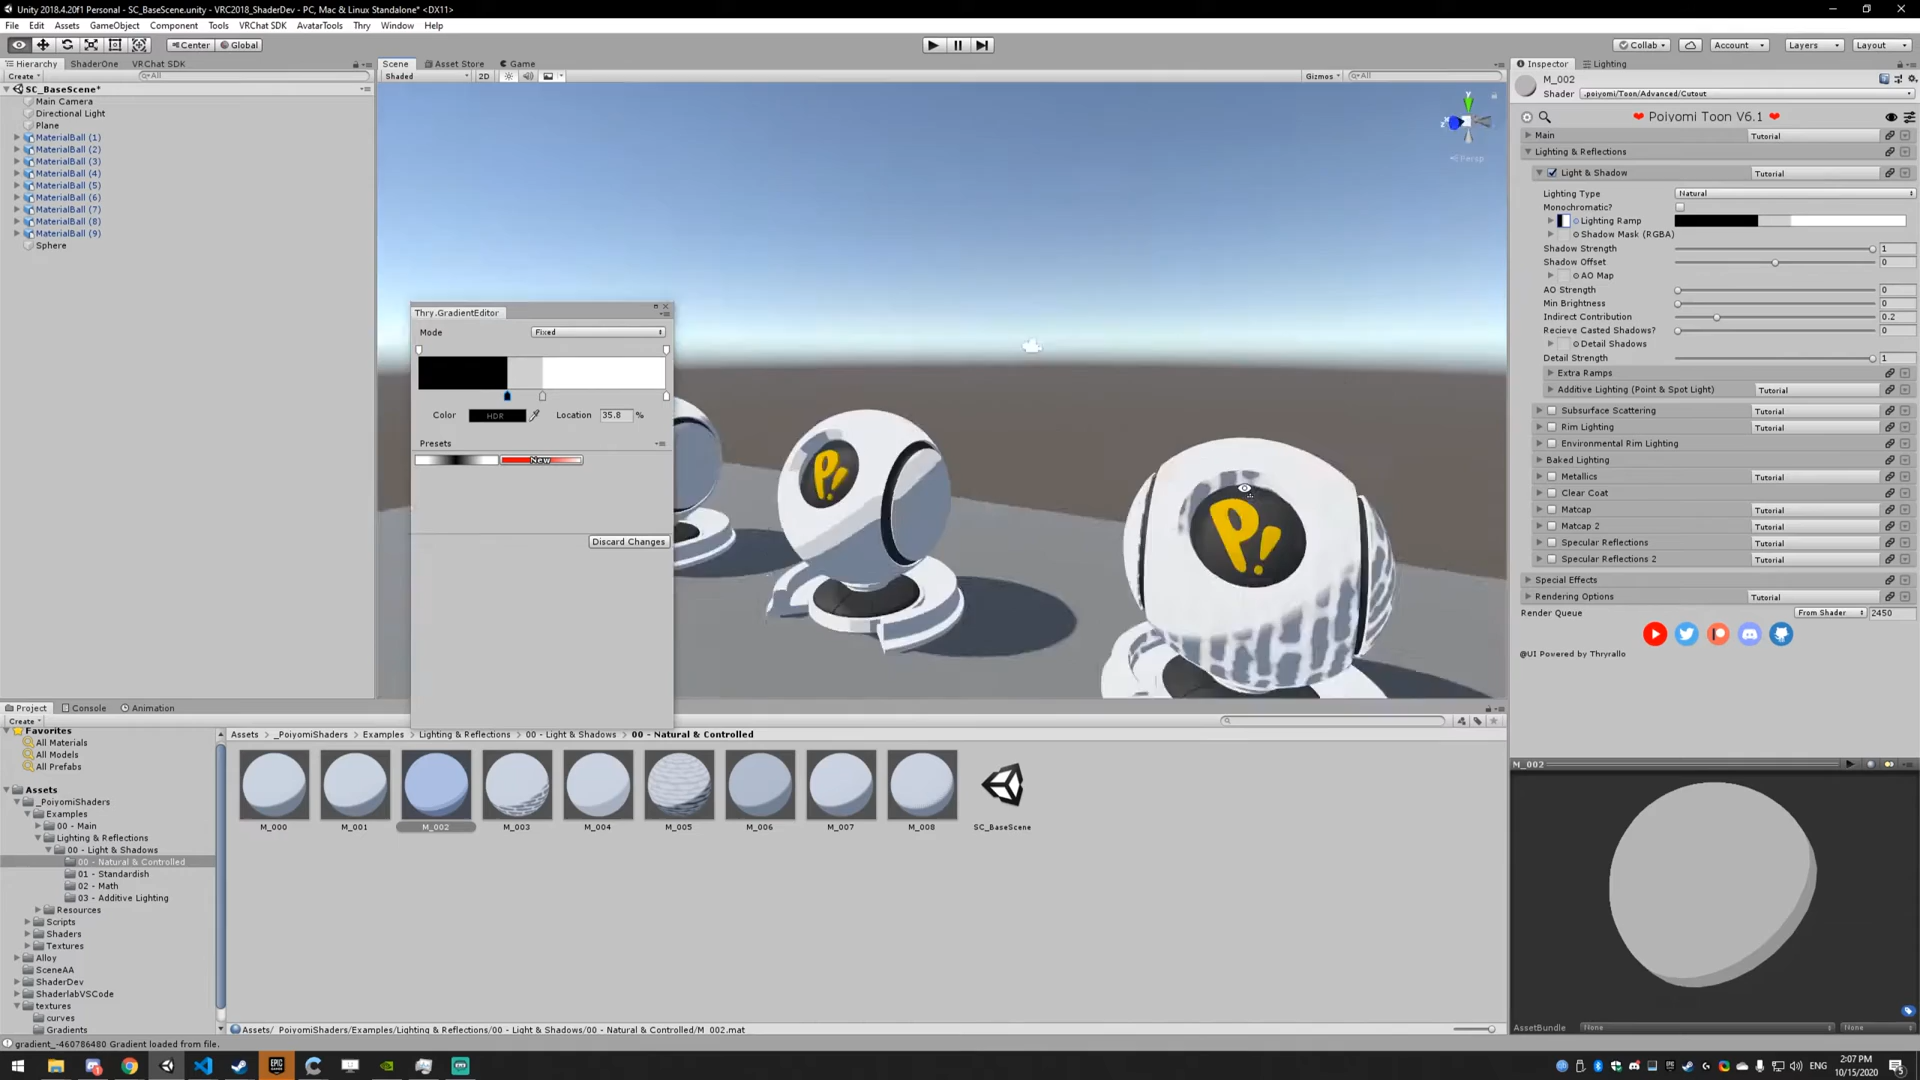 Unity 2018.4.20f1 Personal - SC_BaseScene.unity - VRC2018_ShaderDev - PC, Mac & Linux Standalone* <DX11>
File Edit Assets GameObject Component Tools VRChat SDK AvatarTools Thry Window Help
Center Global Collab Account Layers Layout
Hierarchy ShaderOne VRChat SDK
Create All
SC_BaseScene*
Main Camera
Directional Light
Plane
MaterialBall (1)
MaterialBall (2)
MaterialBall (3)
MaterialBall (4)
MaterialBall (5)
MaterialBall (6)
MaterialBall (7)
MaterialBall (8)
MaterialBall (9)
Sphere
Scene Asset Store Game
Shaded 2D Gizmos All
y
Persp
Thry.GradientEditor
Mode Fixed
Color HDR Location 35.8 %
Presets
New
Discard Changes
P!
P!
Inspector Lighting
M_002
Shader .poiyomi/Toon/Advanced/Cutout
Poiyomi Toon V6.1
Main Tutorial
Lighting & Reflections
Light & Shadow Tutorial
Lighting Type Natural
Monochromatic?
Lighting Ramp
Shadow Mask (RGBA)
Shadow Strength 1
Shadow Offset 0
AO Map
AO Strength 0
Min Brightness 0
Indirect Contribution 0.2
Recieve Casted Shadows? 0
Detail Shadows
Detail Strength 1
Extra Ramps
Additive Lighting (Point & Spot Light) Tutorial
Subsurface Scattering Tutorial
Rim Lighting Tutorial
Environmental Rim Lighting Tutorial
Baked Lighting Tutorial
Metallics Tutorial
Clear Coat Tutorial
Matcap Tutorial
Matcap 2 Tutorial
Specular Reflections Tutorial
Specular Reflections 2 Tutorial
Special Effects
Rendering Options Tutorial
Render Queue From Shader 2450
@UI Powered by Thryrallo
M_002
AssetBundle None None
Project Console Animation
Create
Favorites
All Materials
All Models
All Prefabs
Assets
_PoiyomiShaders
Examples
00 - Main
Lighting & Reflections
00 - Light & Shadows
00 - Natural & Controlled
01 - Standardish
02 - Math
03 - Additive Lighting
Resources
Scripts
Shaders
Textures
Alloy
SceneAA
ShaderDev
ShaderlabVSCode
textures
curves
Gradients
Assets _PoiyomiShaders Examples Lighting & Reflections 00 - Light & Shadows 00 - Natural & Controlled
M_000 M_001 M_002 M_003 M_004 M_005 M_006 M_007 M_008 SC_BaseScene
Assets/_PoiyomiShaders/Examples/Lighting & Reflections/00 - Light & Shadows/00 - Natural & Controlled/M_002.mat
gradient_-460786480 Gradient loaded from file.
ENG
2:07 PM
10/15/2020